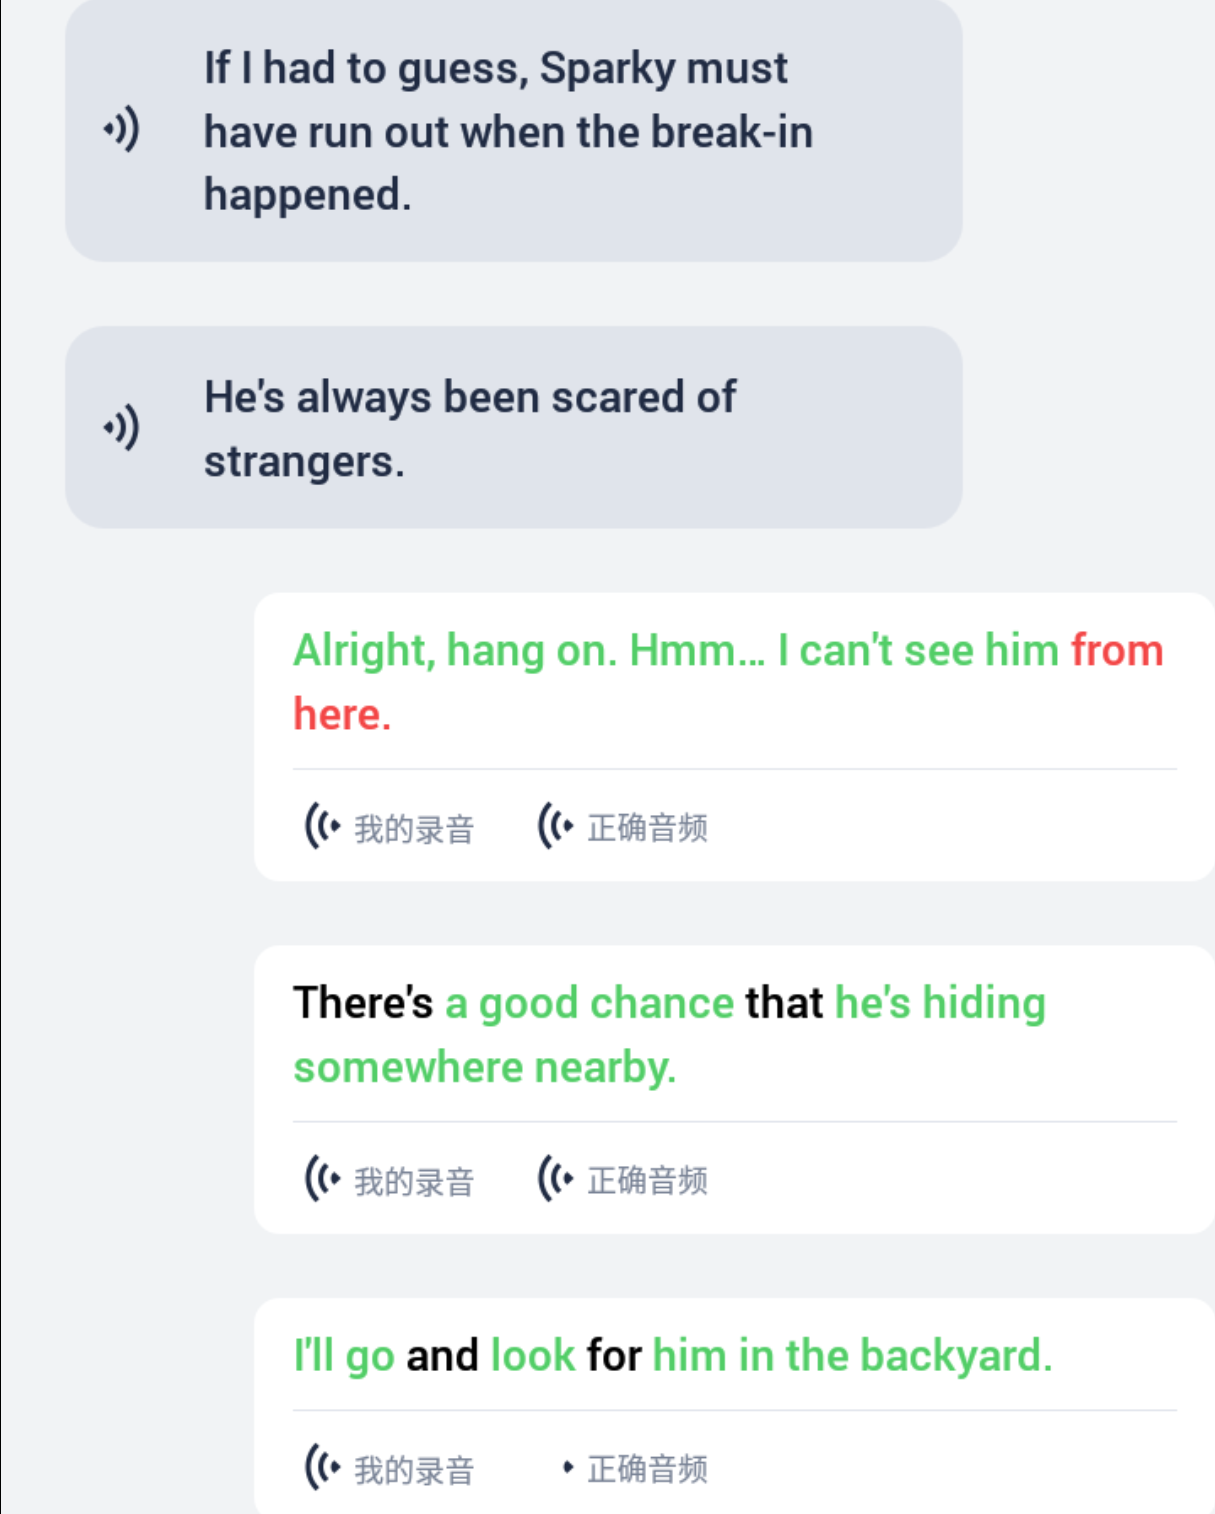 If I had to guess, Sparky must
have run out when the break-in
happened.
He's always been scared of
strangers.
Alright, hang on. Hmm... I can't see him from
here.
我的录音 正确音频
There's a good chance that he's hiding
somewhere nearby.
我的录音 正确音频
I'll go and look for him in the backyard.
我的录音 正确音频